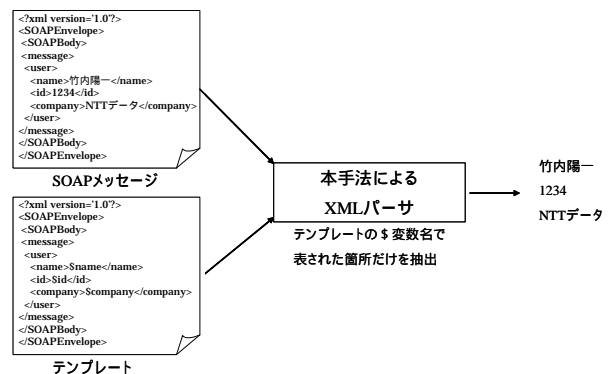 <?xml version='1.0'?>
<SOAPEnvelope>
<SOAPBody>
<message>
<user>
<name>竹内陽一</name>
<id>1234</id>
<company>NTTデータ</company>
</user>
</message>
</SOAPBody>
</SOAPEnvelope>
SOAPメッセージ
<?xml version='1.0'?>
<SOAPEnvelope>
<SOAPBody>
<message>
<user>
<name>$name</name>
<id>$id</id>
<company>$company</company>
</user>
</message>
</SOAPBody>
</SOAPEnvelope>
テンプレート
本手法による
XMLパーサ
テンプレートの$変数名で
表された箇所だけを抽出
竹内陽一
1234
NTTデータ